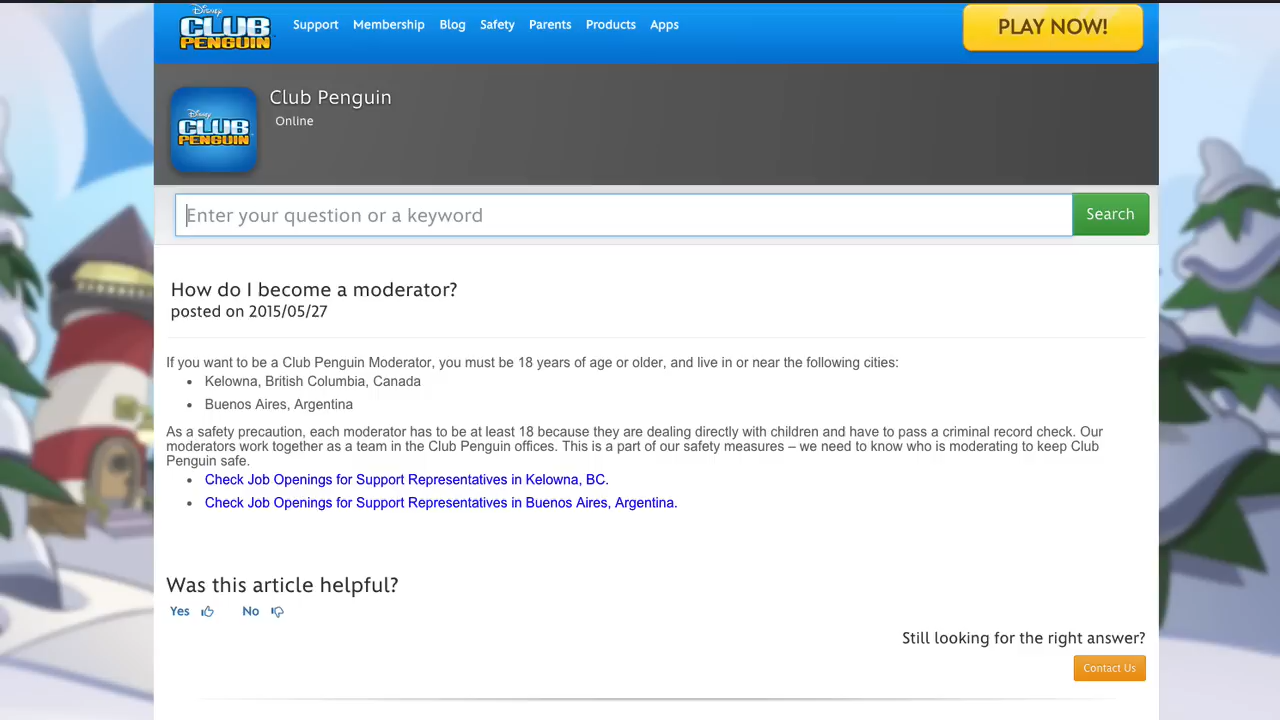 Disney
CLUB
PENGUIN
Support Membership Blog Safety Parents Products Apps
PLAY NOW!
Disney
CLUB
PENGUIN
Club Penguin
Online
Enter your question or a keyword
Search
How do I become a moderator?
posted on 2015/05/27
If you want to be a Club Penguin Moderator, you must be 18 years of age or older, and live in or near the following cities:
• Kelowna, British Columbia, Canada
• Buenos Aires, Argentina
As a safety precaution, each moderator has to be at least 18 because they are dealing directly with children and have to pass a criminal record check. Our
moderators work together as a team in the Club Penguin offices. This is a part of our safety measures – we need to know who is moderating to keep Club
Penguin safe.
• Check Job Openings for Support Representatives in Kelowna, BC.
• Check Job Openings for Support Representatives in Buenos Aires, Argentina.
Was this article helpful?
Yes No
Still looking for the right answer?
Contact Us